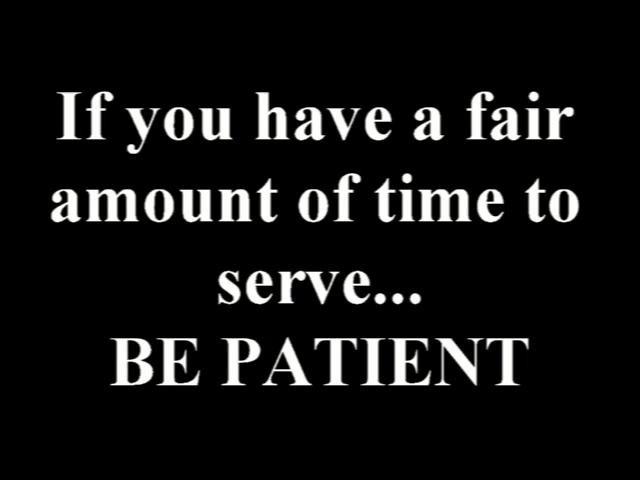 If you have a fair
amount of time to
serve...
BE PATIENT